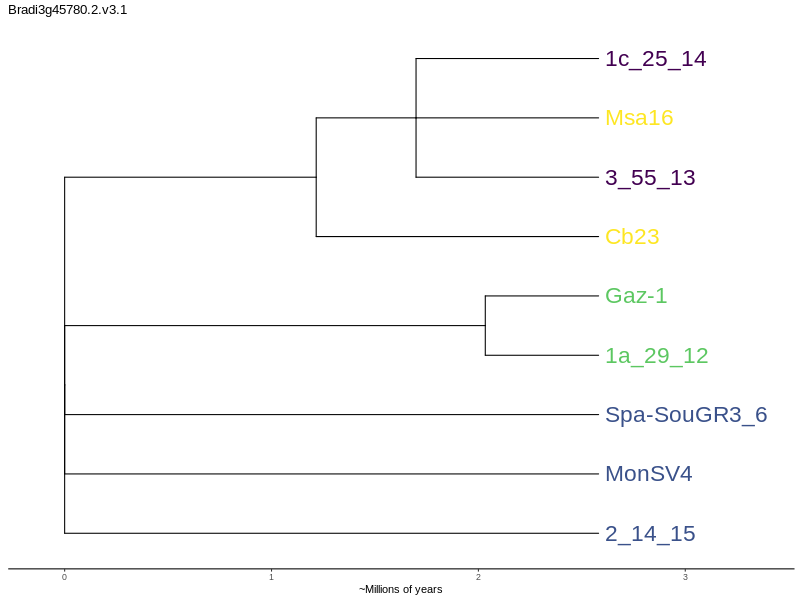 Bradi3g45780.2.v3.1
1c_25_14
Msa16
3_55_13
Cb23
Gaz-1
1a_29_12
Spa-SouGR3_6
MonSV4
2_14_15
0 1 2 3
~Millions of years